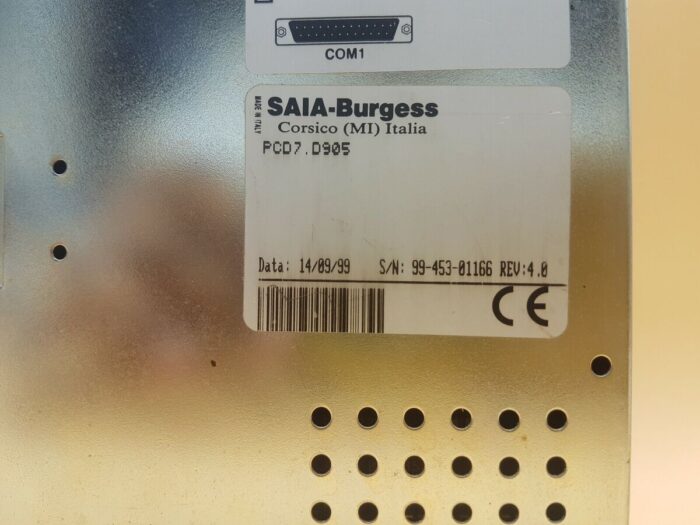 COM1
MADE IN ITALY
SAIA-Burgess
Corsico (MI) Italia
PCD7.D905
Data: 14/09/99 S/N: 99-453-01166 REV:4.0
CE